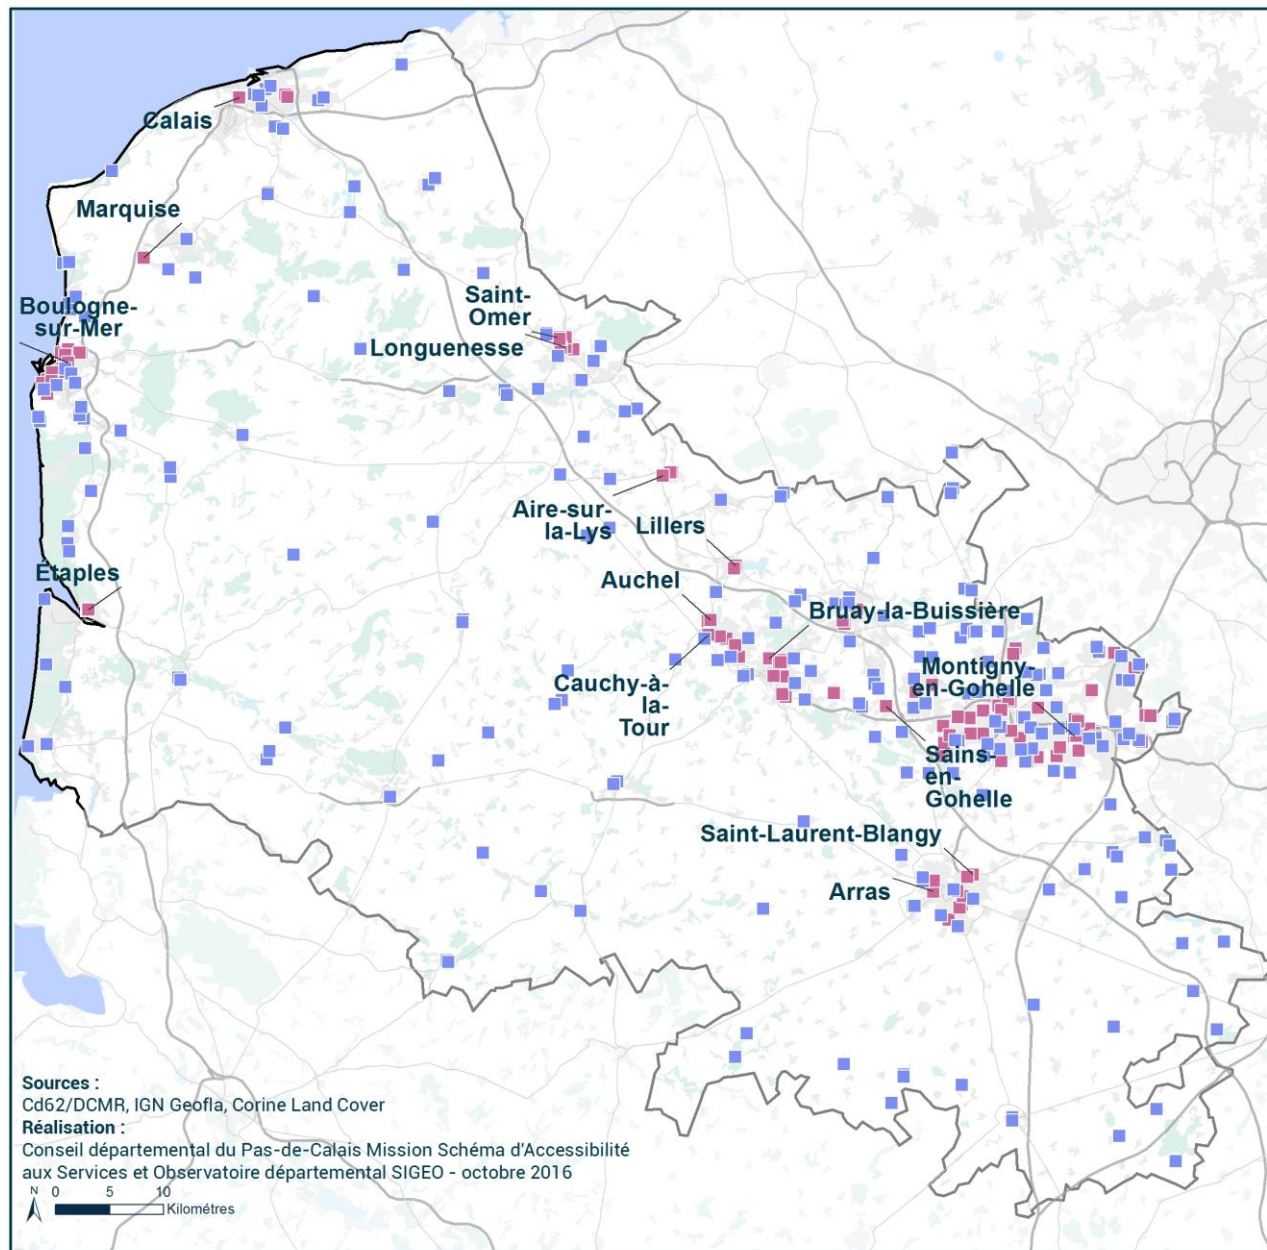 Calais
Marquise
Boulogne-
sur-Mer
Saint-
Omer
Longuenesse
Aire-sur-
la-Lys
Lillers
Étaples
Auchel
Bruay-la-Buissière
Cauchy-à-
la-
Tour
Montigny-
en-Gohelle
Sains-
en-
Gohelle
Saint-Laurent-Blangy
Arras
Sources :
Cd62/DCMR, IGN Geofla, Corine Land Cover
Réalisation :
Conseil départemental du Pas-de-Calais Mission Schéma d'Accessibilité
aux Services et Observatoire départemental SIGEO - octobre 2016
N 0 5 10
Kilométres